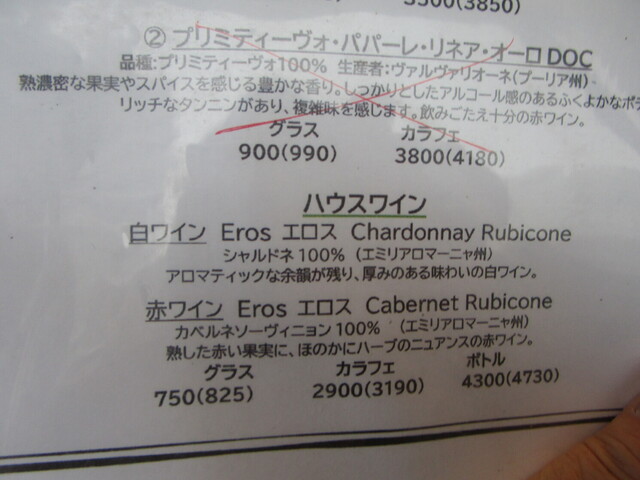 (3850)
② プリミティーヴォ・パパーレ・リネア・オーロ DOC
品種：プリミティーヴォ100% 生産者：ヴァルヴァリオーネ(プーリア州)
熟濃密な果実やスパイスを感じる豊かな香り。しっかりとしたアルコール感のあるふくよかなボデ
リッチなタンニンがあり、複雑味を感じます。飲みごたえ十分の赤ワイン。
グラス カラフェ
900(990) 3800(4180)
ハウスワイン
白ワイン Eros エロス Chardonnay Rubicone
シャルドネ100% (エミリアロマーニャ州)
アロマティックな余韻が残り、厚みのある味わいの白ワイン。
赤ワイン Eros エロス Cabernet Rubicone
カベルネソーヴィニョン100% (エミリアロマーニャ州)
熟した赤い果実に、ほのかにハーブのニュアンスの赤ワイン。
グラス カラフェ ボトル
750(825) 2900(3190) 4300(4730)